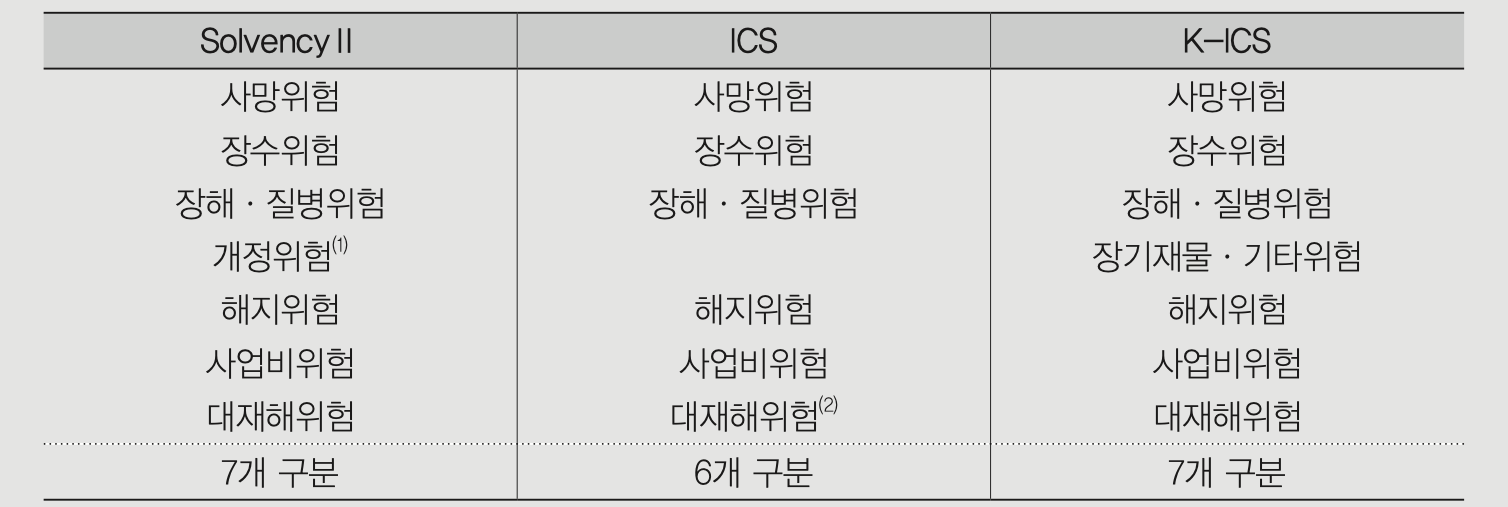 Solvency II ICS K-ICS
사망위험 사망위험 사망위험
장수위험 장수위험 장수위험
장해 · 질병위험 장해 · 질병위험 장해 · 질병위험
개정위험(1) 장기재물 · 기타위험
해지위험 해지위험 해지위험
사업비위험 사업비위험 사업비위험
대재해위험 대재해위험(2) 대재해위험
7개 구분 6개 구분 7개 구분